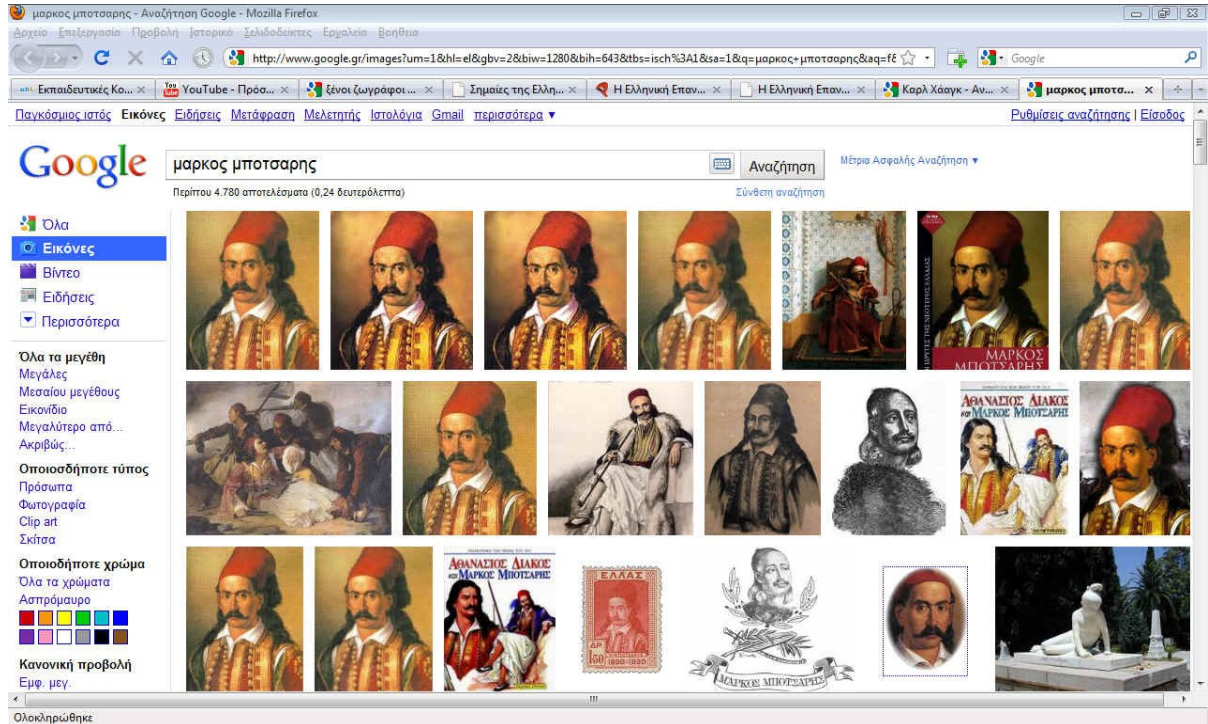 μαρκος μποτσαρης - Αναζήτηση Google - Mozilla Firefox
Αρχείο Επεξεργασία Προβολή Ιστορικό Σελιδοδείκτες Εργαλεία Βοήθεια
http://www.google.gr/images?um=1&hl=el&gbv=2&biw=1280&bih=643&tbs=isch%3A1&sa=1&q=μαρκος+μποτσαρης&aq=f& Google
Εκπαιδευτικές Κο... YouTube - Πρόσ... ξένοι ζωγράφοι ... Σημαίες της Ελλη... Η Ελληνική Επαν... Η Ελληνική Επαν... Καρλ Χάαγκ - Αν... μαρκος μποτσ...
Παγκόσμιος ιστός Εικόνες Ειδήσεις Μετάφραση Μελετητής Ιστολόγια Gmail περισσότερα ▼ Ρυθμίσεις αναζήτησης | Είσοδος
Google μαρκος μποτσαρης Αναζήτηση Μέτρια Ασφαλής Αναζήτηση ▼
Περίπου 4.780 αποτελέσματα (0,24 δευτερόλεπτα) Σύνθετη αναζήτηση
Όλα
Εικόνες
Βίντεο
Ειδήσεις
Περισσότερα
Όλα τα μεγέθη
Μεγάλες
Μεσαίου μεγέθους
Εικονίδιο
Μεγαλύτερο από...
Ακριβώς...
Οποιοσδήποτε τύπος
Πρόσωπα
Φωτογραφία
Clip art
Σκίτσα
Οποιοδήποτε χρώμα
Όλα τα χρώματα
Ασπρόμαυρο
Κανονική προβολή
Εμφ. μεγ.
ΜΑΡΚΟΣ
ΜΠΟΤΣΑΡΗΣ
ΑΘΑΝΑΣΙΟΣ ΔΙΑΚΟΣ
και ΜΑΡΚΟΣ ΜΠΟΤΣΑΡΗΣ
ΑΘΑΝΑΣΙΟΣ ΔΙΑΚΟΣ
και ΜΑΡΚΟΣ ΜΠΟΤΣΑΡΗΣ
ΕΛΛΑΣ
ΔΡ.
1830-1930
ΜΑΡΚΟΣ ΜΠΟΤΣΑΡΗΣ
Ολοκληρώθηκε